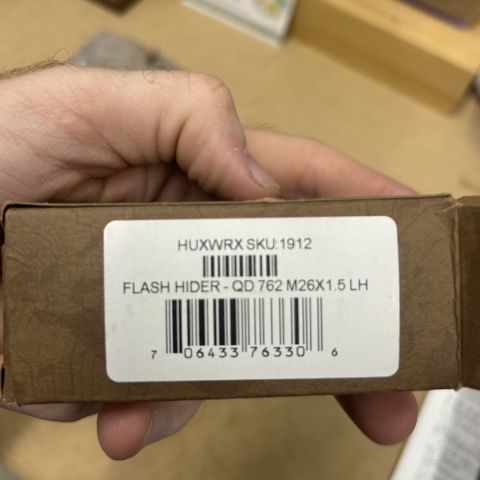 HUXWRX SKU:1912
FLASH HIDER - QD 762 M26X1.5 LH
7 06433 76330 6